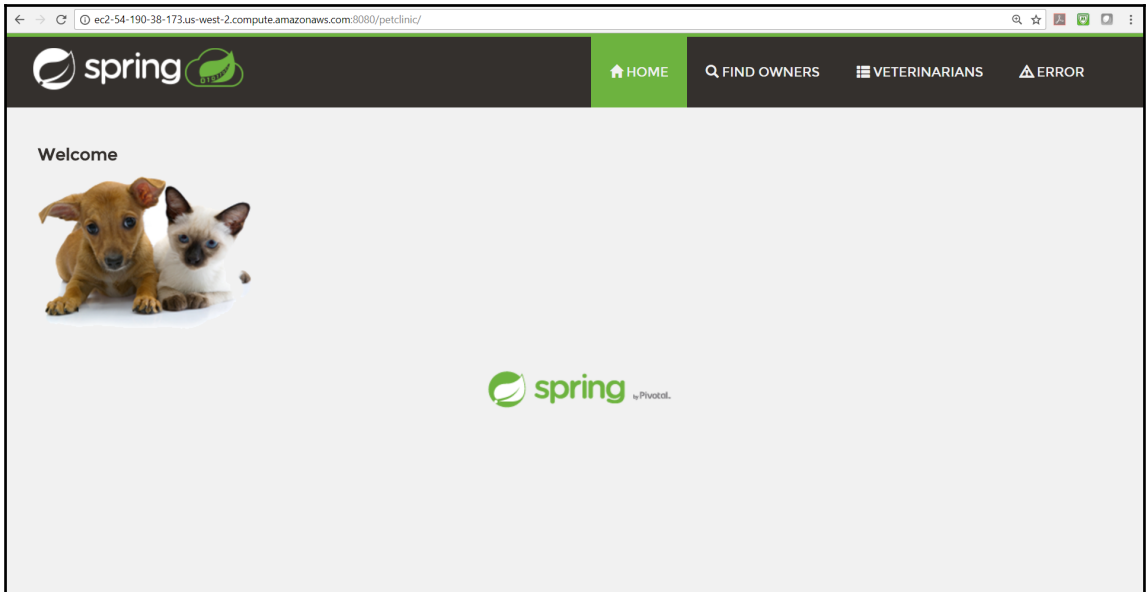 ec2-54-190-38-173.us-west-2.compute.amazonaws.com:8080/petclinic/
spring
HOME FIND OWNERS VETERINARIANS ERROR
Welcome
spring by Pivotal.